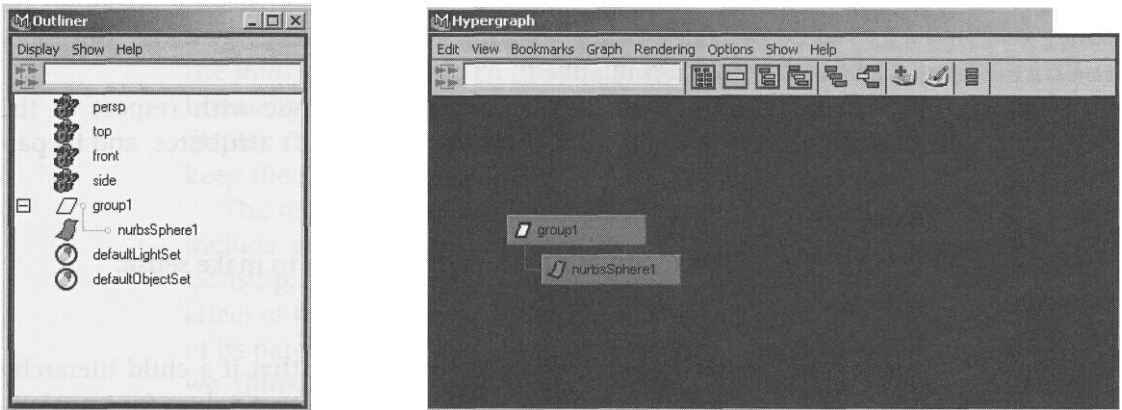 Outliner
Display Show Help
persp
top
front
side
group1
nurbsSphere1
defaultLightSet
defaultObjectSet
Hypergraph
Edit View Bookmarks Graph Rendering Options Show Help
group1
nurbsSphere1